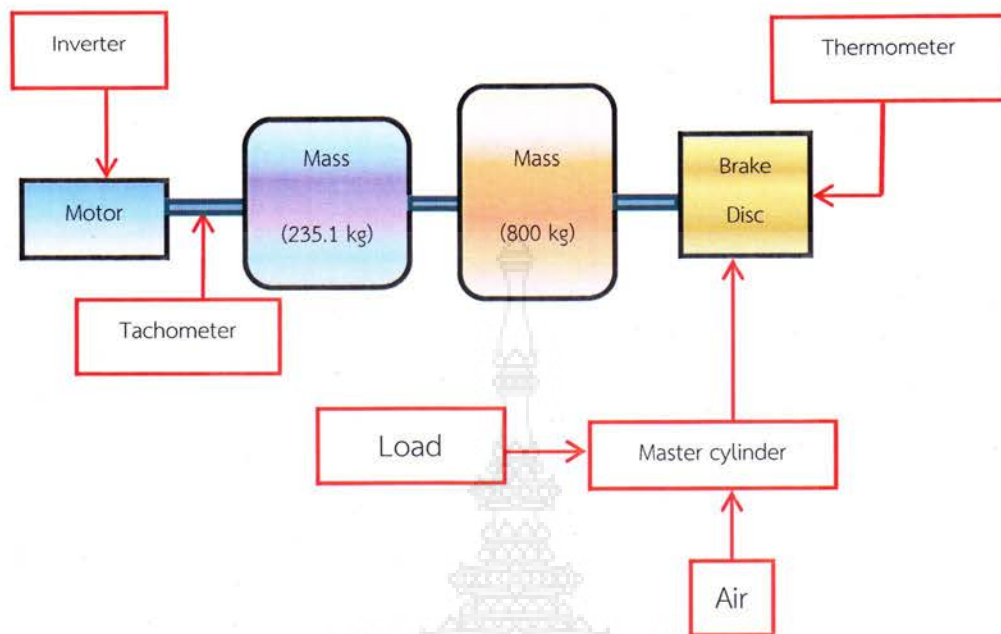 Inverter
Thermometer
Motor
Mass
(235.1 kg)
Mass
(800 kg)
Brake
Disc
Tachometer
Load
Master cylinder
Air